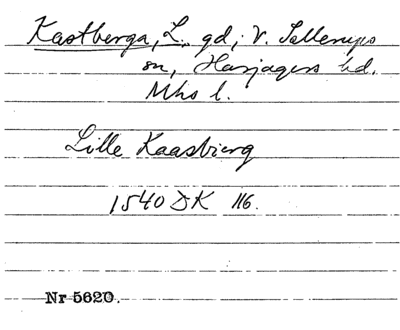 Kastberga, L. gd, V. Sallerups
sn, Harjagers hd.
Mhs l.
Lille Kaasbierg
1540 DK 116.
Nr 5620.